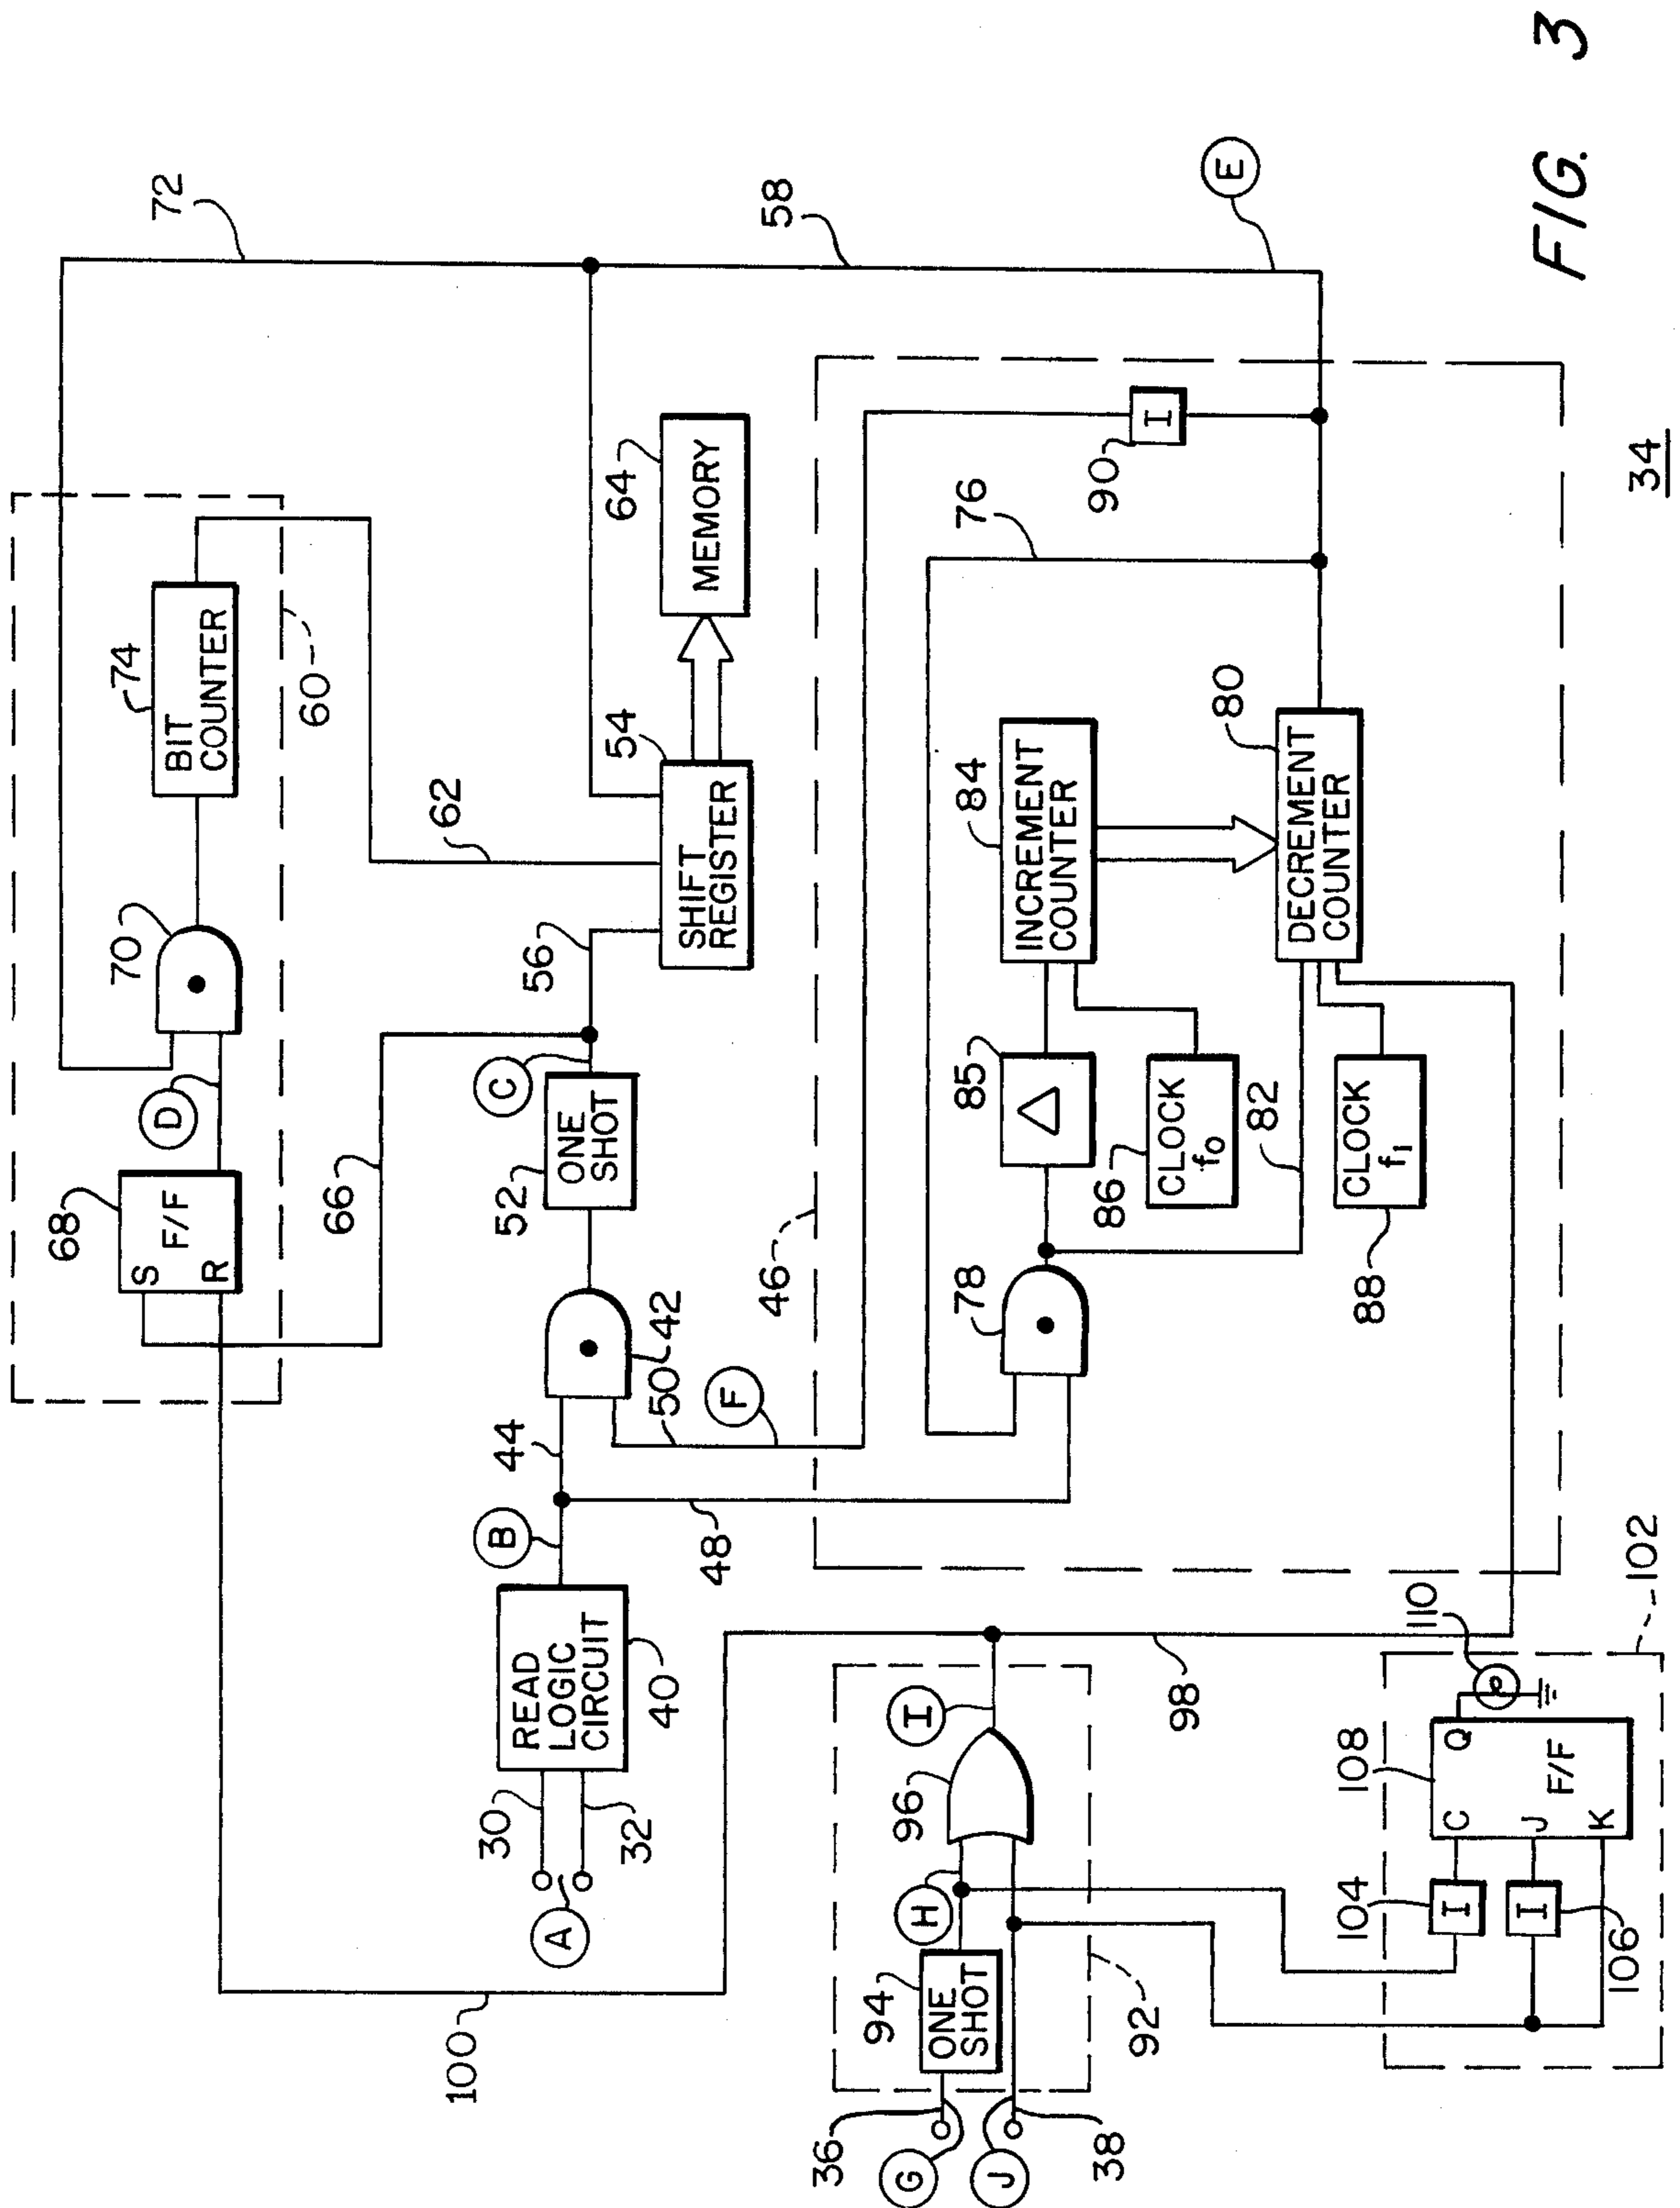 72
74
BIT
COUNTER
60
70
D
68
S
F/F
R
66
62
58
E
64
MEMORY
54
SHIFT
REGISTER
56
C
52
ONE
SHOT
42
50
F
44
B
48
READ
LOGIC
CIRCUIT
40
30
32
A
100
46
90
I
76
84
INCREMENT
COUNTER
80
DECREMENT
COUNTER
85
Δ
86
CLOCK
f0
82
CLOCK
f1
88
78
I
96
H
94
ONE
SHOT
92
36
G
J
38
98
102
110
108
Q
F/F
C
J
K
104
I
I
106
34
FIG. 3